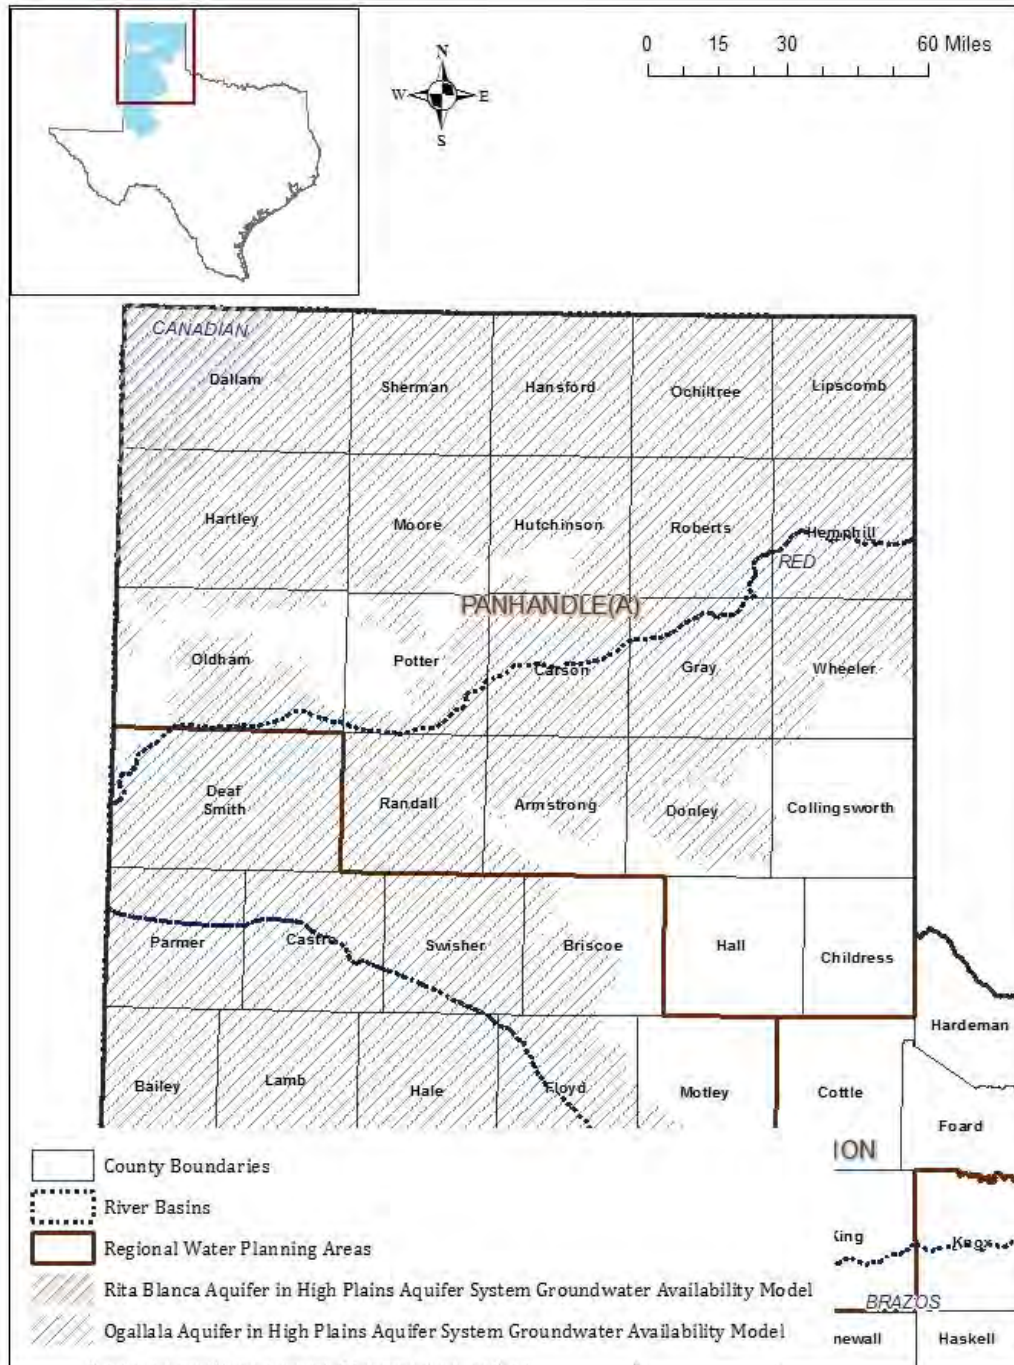 0 15 30 60 Miles
N
W E
S
CANADIAN
Dallam Sherman Hansford Ochiltree Lipscomb
Hartley Moore Hutchinson Roberts Hemphill
RED
PANHANDLE(A)
Oldham Potter Carson Gray Wheeler
Deaf
Smith Randall Armstrong Donley Collingsworth
Parmer Castro Swisher Briscoe Hall Childress
Hardeman
Bailey Lamb Hale Floyd Motley Cottle
Foard
ION
County Boundaries
River Basins
King Knox
Regional Water Planning Areas
Rita Blanca Aquifer in High Plains Aquifer System Groundwater Availability Model
BRAZOS
Ogallala Aquifer in High Plains Aquifer System Groundwater Availability Model
newall Haskell